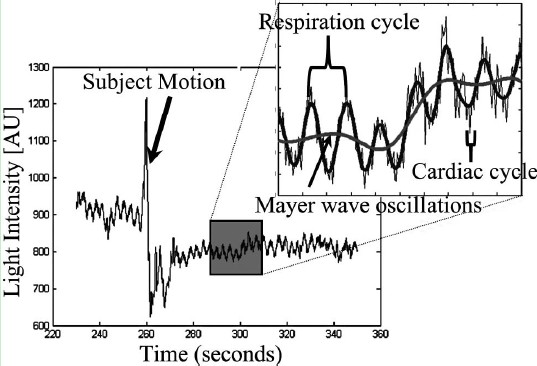 Respiration cycle
Cardiac cycle
Mayer wave oscillations
Subject Motion
Light Intensity [AU]
1300
1200
1100
1000
900
800
700
600
220
240
260
280
300
320
340
360
Time (seconds)